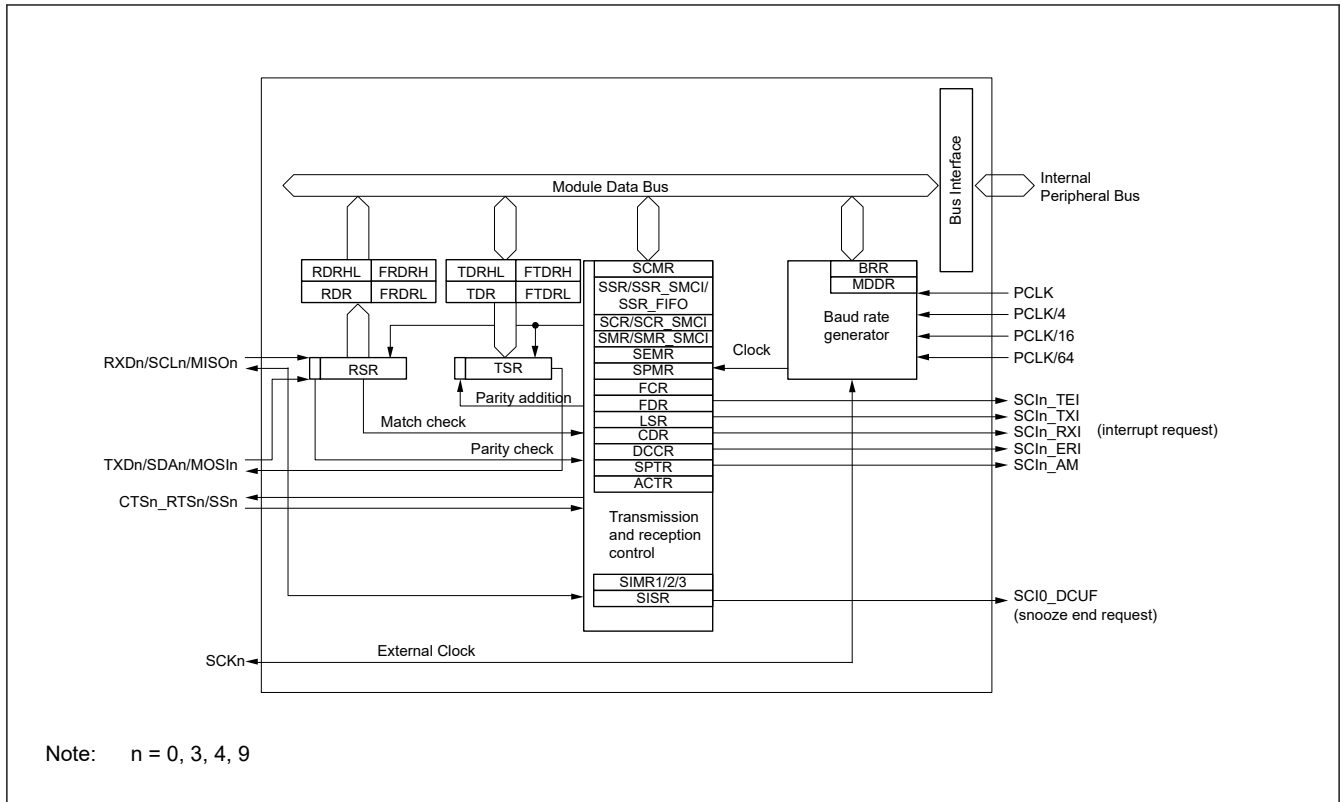 Bus Interface
Internal
Peripheral Bus
Module Data Bus
RDRHL FRDRH
RDR FRDRL
TDRHL FTDRH
TDR FTDRL
SCMR
SSR/SSR_SMCI/
SSR_FIFO
SCR/SCR_SMCI
SMR/SMR_SMCI
SEMR
SPMR
FCR
FDR
LSR
CDR
DCCR
SPTR
ACTR
Transmission
and reception
control
SIMR1/2/3
SISR
BRR
MDDR
Baud rate
generator
PCLK
PCLK/4
PCLK/16
PCLK/64
Clock
RXDn/SCLn/MISOn
RSR
TSR
Parity addition
Match check
Parity check
TXDn/SDAn/MOSIn
CTSn_RTSn/SSn
SCIn_TEI
SCIn_TXI
SCIn_RXI (interrupt request)
SCIn_ERI
SCIn_AM
SCI0_DCUF
(snooze end request)
SCKn
External Clock
Note: n = 0, 3, 4, 9